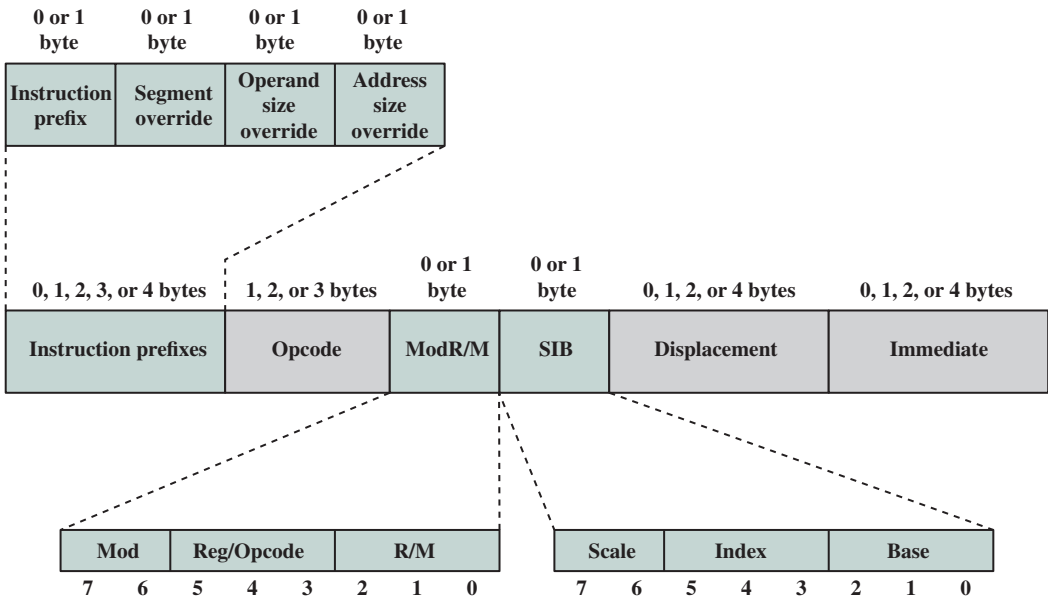 0 or 1 byte
0 or 1 byte
0 or 1 byte
0 or 1 byte
Instruction prefix
Segment override
Operand size override
Address size override
0, 1, 2, 3, or 4 bytes
1, 2, or 3 bytes
0 or 1 byte
0 or 1 byte
0, 1, 2, or 4 bytes
0, 1, 2, or 4 bytes
Instruction prefixes
Opcode
ModR/M
SIB
Displacement
Immediate
Mod
Reg/Opcode
R/M
7 6 5 4 3 2 1 0
Scale
Index
Base
7 6 5 4 3 2 1 0